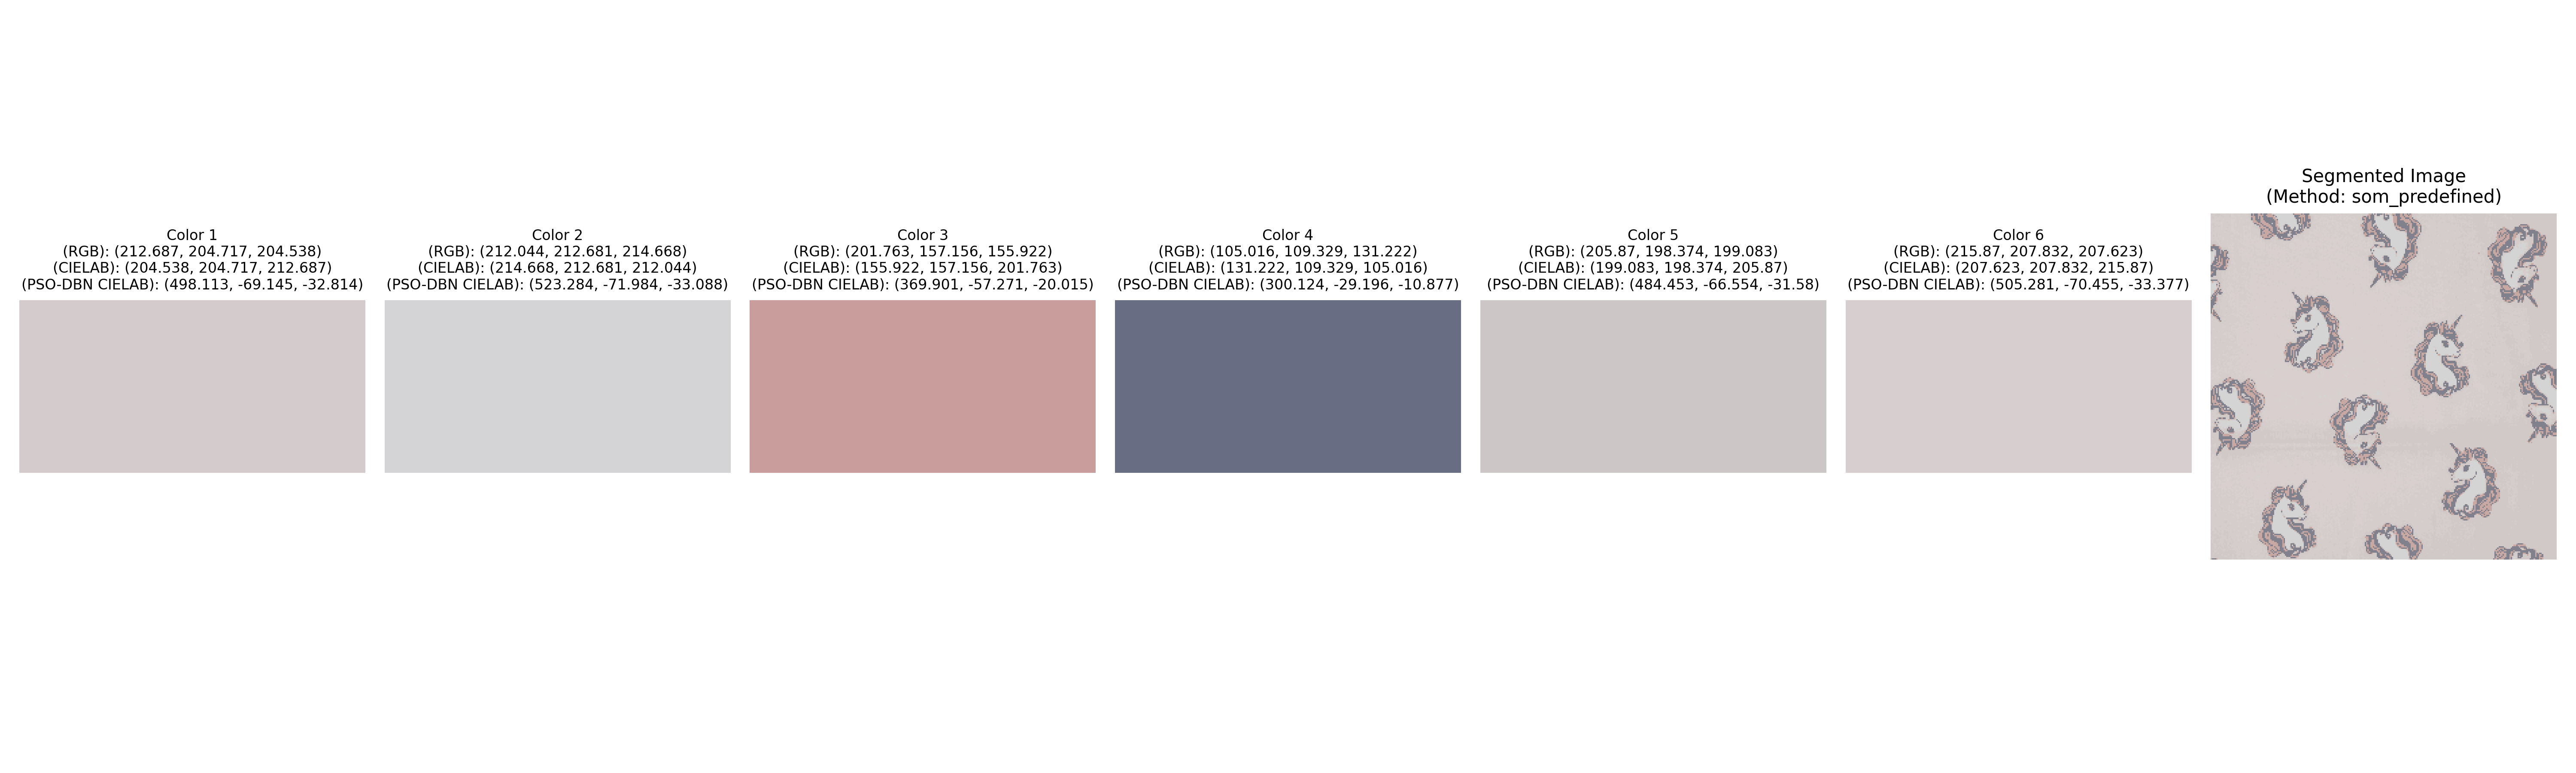 Color 1
(RGB): (212.687, 204.717, 204.538)
(CIELAB): (204.538, 204.717, 212.687)
(PSO-DBN CIELAB): (498.113, -69.145, -32.814)
Color 2
(RGB): (212.044, 212.681, 214.668)
(CIELAB): (214.668, 212.681, 212.044)
(PSO-DBN CIELAB): (523.284, -71.984, -33.088)
Color 3
(RGB): (201.763, 157.156, 155.922)
(CIELAB): (155.922, 157.156, 201.763)
(PSO-DBN CIELAB): (369.901, -57.271, -20.015)
Color 4
(RGB): (105.016, 109.329, 131.222)
(CIELAB): (131.222, 109.329, 105.016)
(PSO-DBN CIELAB): (300.124, -29.196, -10.877)
Color 5
(RGB): (205.87, 198.374, 199.083)
(CIELAB): (199.083, 198.374, 205.87)
(PSO-DBN CIELAB): (484.453, -66.554, -31.58)
Color 6
(RGB): (215.87, 207.832, 207.623)
(CIELAB): (207.623, 207.832, 215.87)
(PSO-DBN CIELAB): (505.281, -70.455, -33.377)
Segmented Image
(Method: som_predefined)